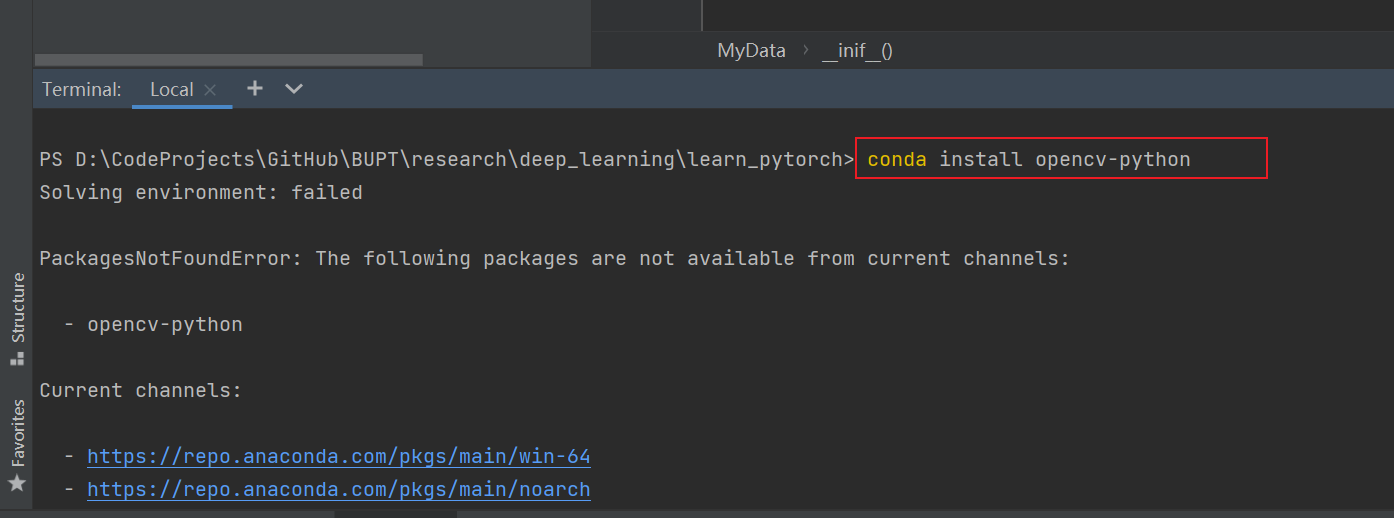 MyData › __inif__()
Terminal: Local × + 
PS D:\CodeProjects\GitHub\BUPT\research\deep_learning\learn_pytorch> conda install opencv-python
Solving environment: failed
PackagesNotFoundError: The following packages are not available from current channels:
- opencv-python
Current channels:
- https://repo.anaconda.com/pkgs/main/win-64
- https://repo.anaconda.com/pkgs/main/noarch
Structure
Favorites